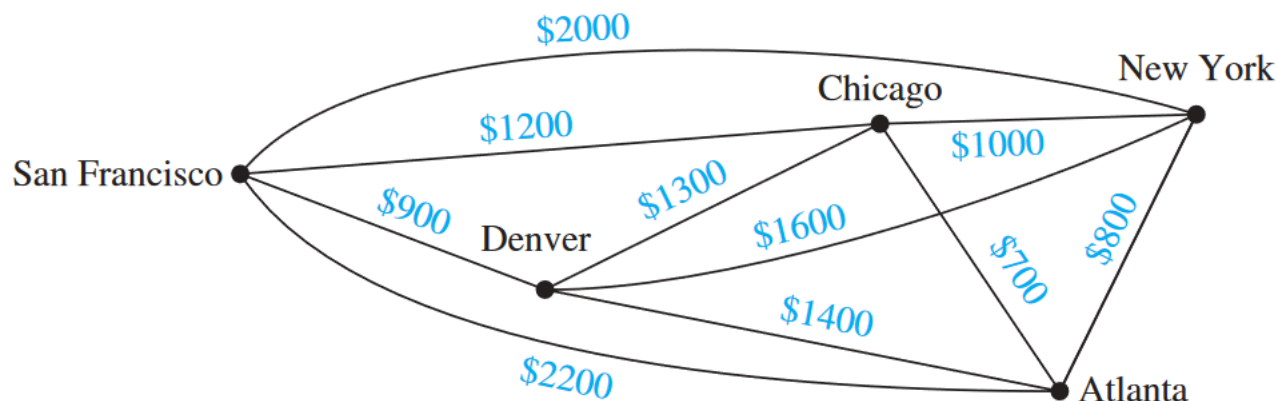 $2000
New York
Chicago
$1200
$1000
San Francisco
$1300
$900
Denver
$1600
$800
$700
$1400
$2200
Atlanta